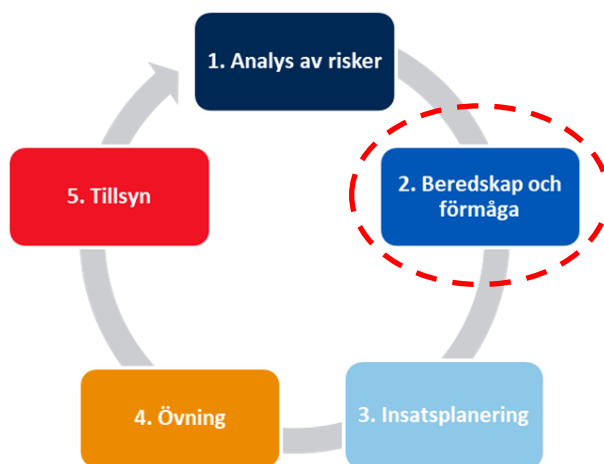 1. Analys av risker
2. Beredskap och
förmåga
3. Insatsplanering
4. Övning
5. Tillsyn